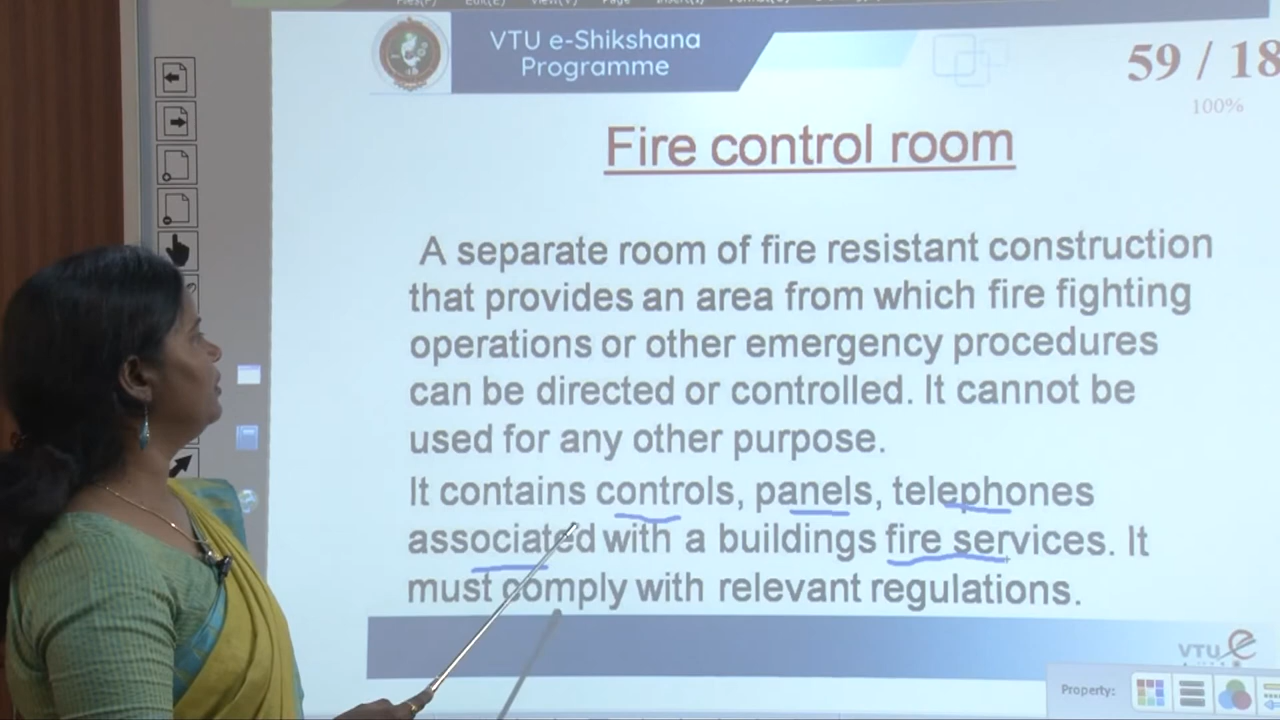 VTU e-Shikshana
Programme
59 / 18
100%
Fire control room
A separate room of fire resistant construction
that provides an area from which fire fighting
operations or other emergency procedures
can be directed or controlled. It cannot be
used for any other purpose.
It contains controls, panels, telephones
associated with a buildings fire services. It
must comply with relevant regulations.
VTU e
Property: